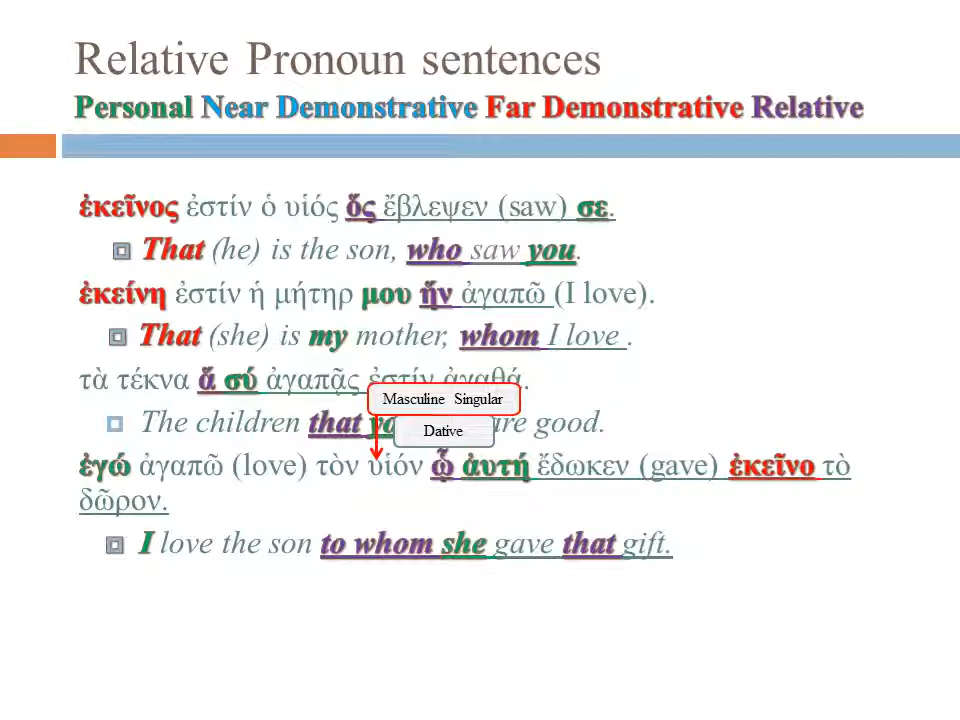 Relative Pronoun sentences
Personal Near Demonstrative Far Demonstrative Relative
ἐκεῖνος ἐστίν ὁ υἱός ὅς ἔβλεψεν (saw) σε.
That (he) is the son, who saw you.
ἐκείνη ἐστίν ἡ μήτηρ μου ἥν ἀγαπῶ (I love).
That (she) is my mother, whom I love .
τὰ τέκνα ἅ σύ ἀγαπᾷς ἐστίν ἀγαθά.
Masculine Singular
The children that are good.
Dative
ἐγώ ἀγαπῶ (love) τὸν υἱόν ᾧ ἀυτή ἔδωκεν (gave) ἐκεῖνο τὸ
δῶρον.
I love the son to whom she gave that gift.